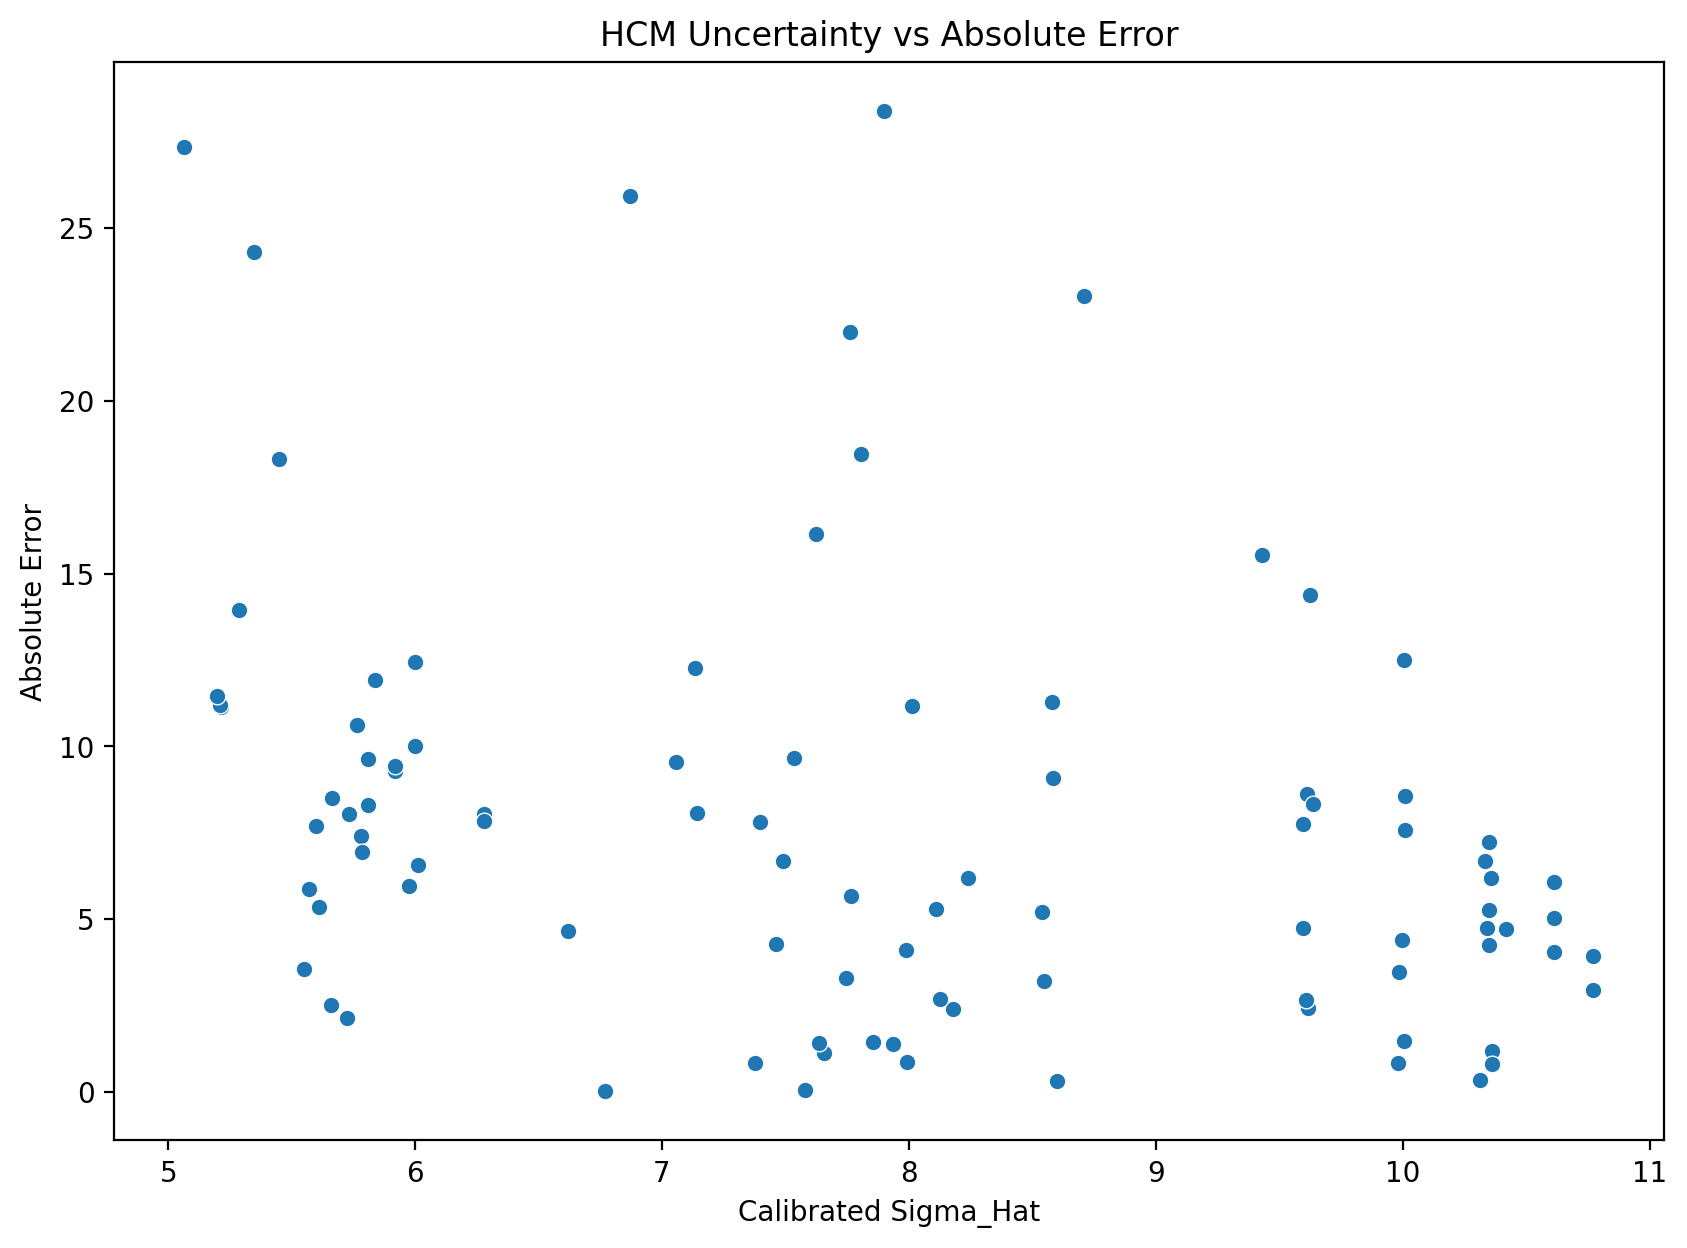 HCM Uncertainty vs Absolute Error
Absolute Error
25
20
15
10
5
0
5 6 7 8 9 10 11
Calibrated Sigma_Hat